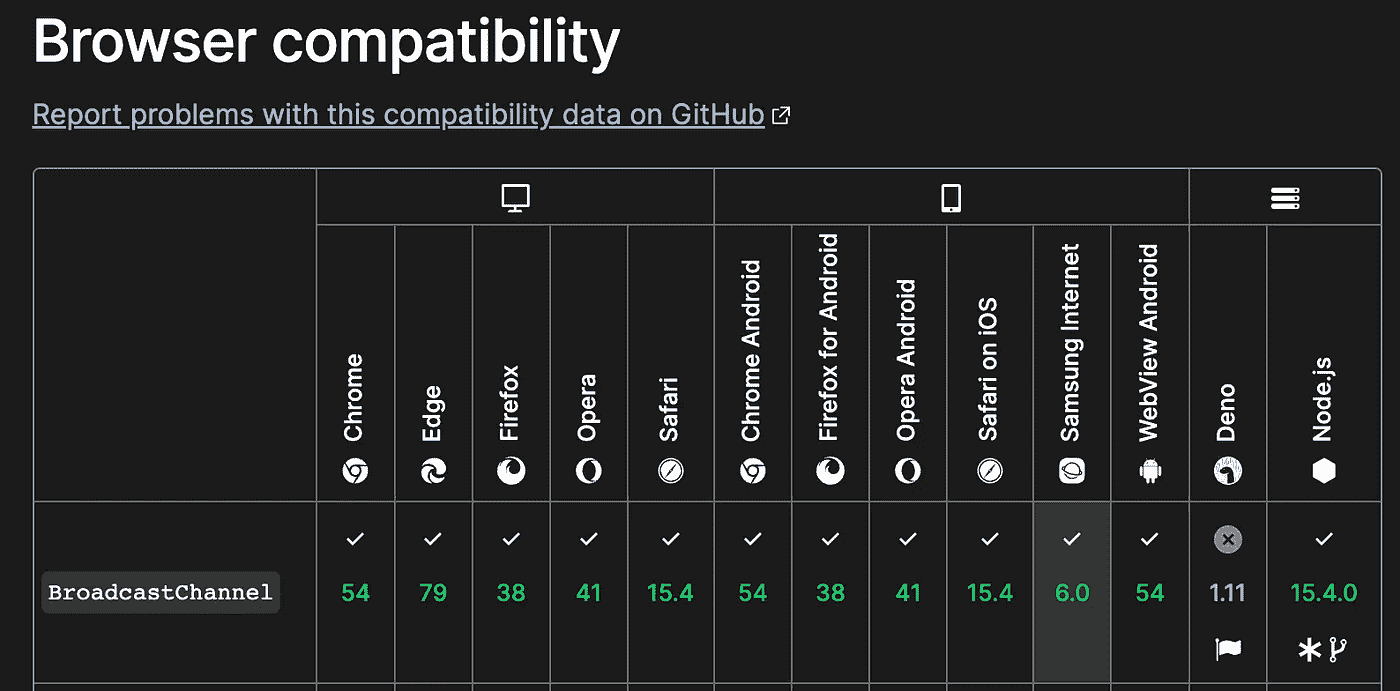 Browser compatibility
Report problems with this compatibility data on GitHub
Chrome
Edge
Firefox
Opera
Safari
Chrome Android
Firefox for Android
Opera Android
Safari on iOS
Samsung Internet
WebView Android
Deno
Node.js
BroadcastChannel
54
79
38
41
15.4
54
38
41
15.4
6.0
54
1.11
15.4.0